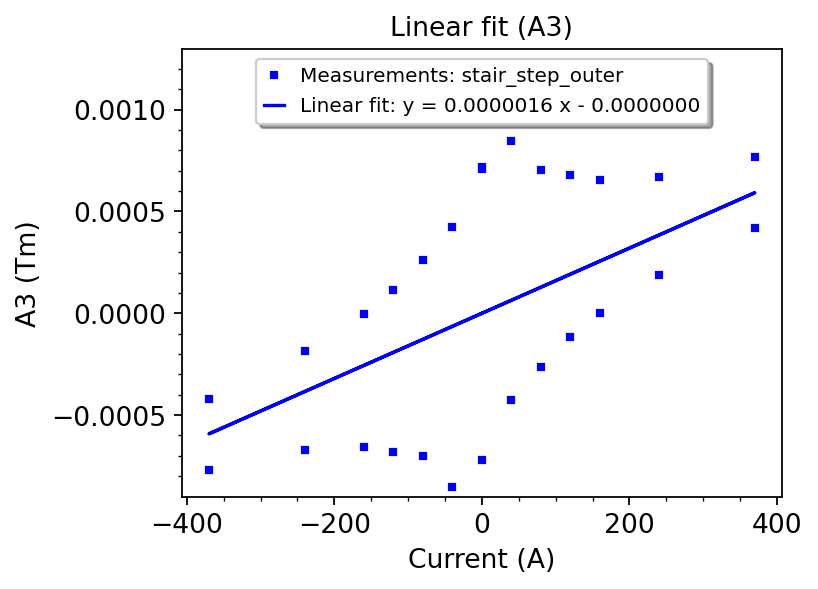 Linear fit (A3)
Measurements: stair_step_outer
Linear fit: y = 0.0000016 x - 0.0000000
0.0010
0.0005
0.0000
−0.0005
A3 (Tm)
−400
−200
0
200
400
Current (A)